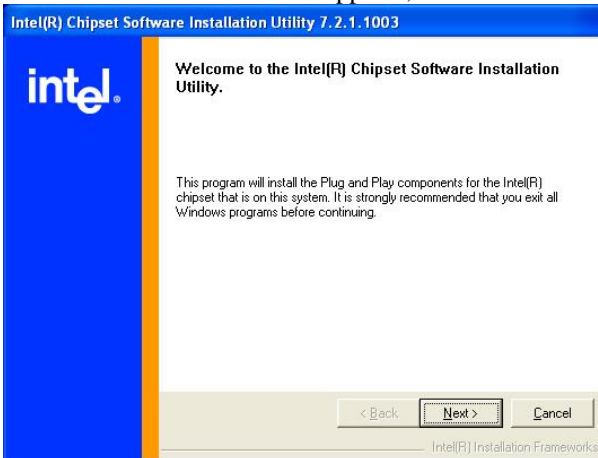 Intel(R) Chipset Software Installation Utility 7.2.1.1003
intel®
Welcome to the Intel(R) Chipset Software Installation
Utility.
This program will install the Plug and Play components for the Intel(R)
chipset that is on this system. It is strongly recommended that you exit all
Windows programs before continuing.
< Back
Next >
Cancel
Intel(R) Installation Frameworks